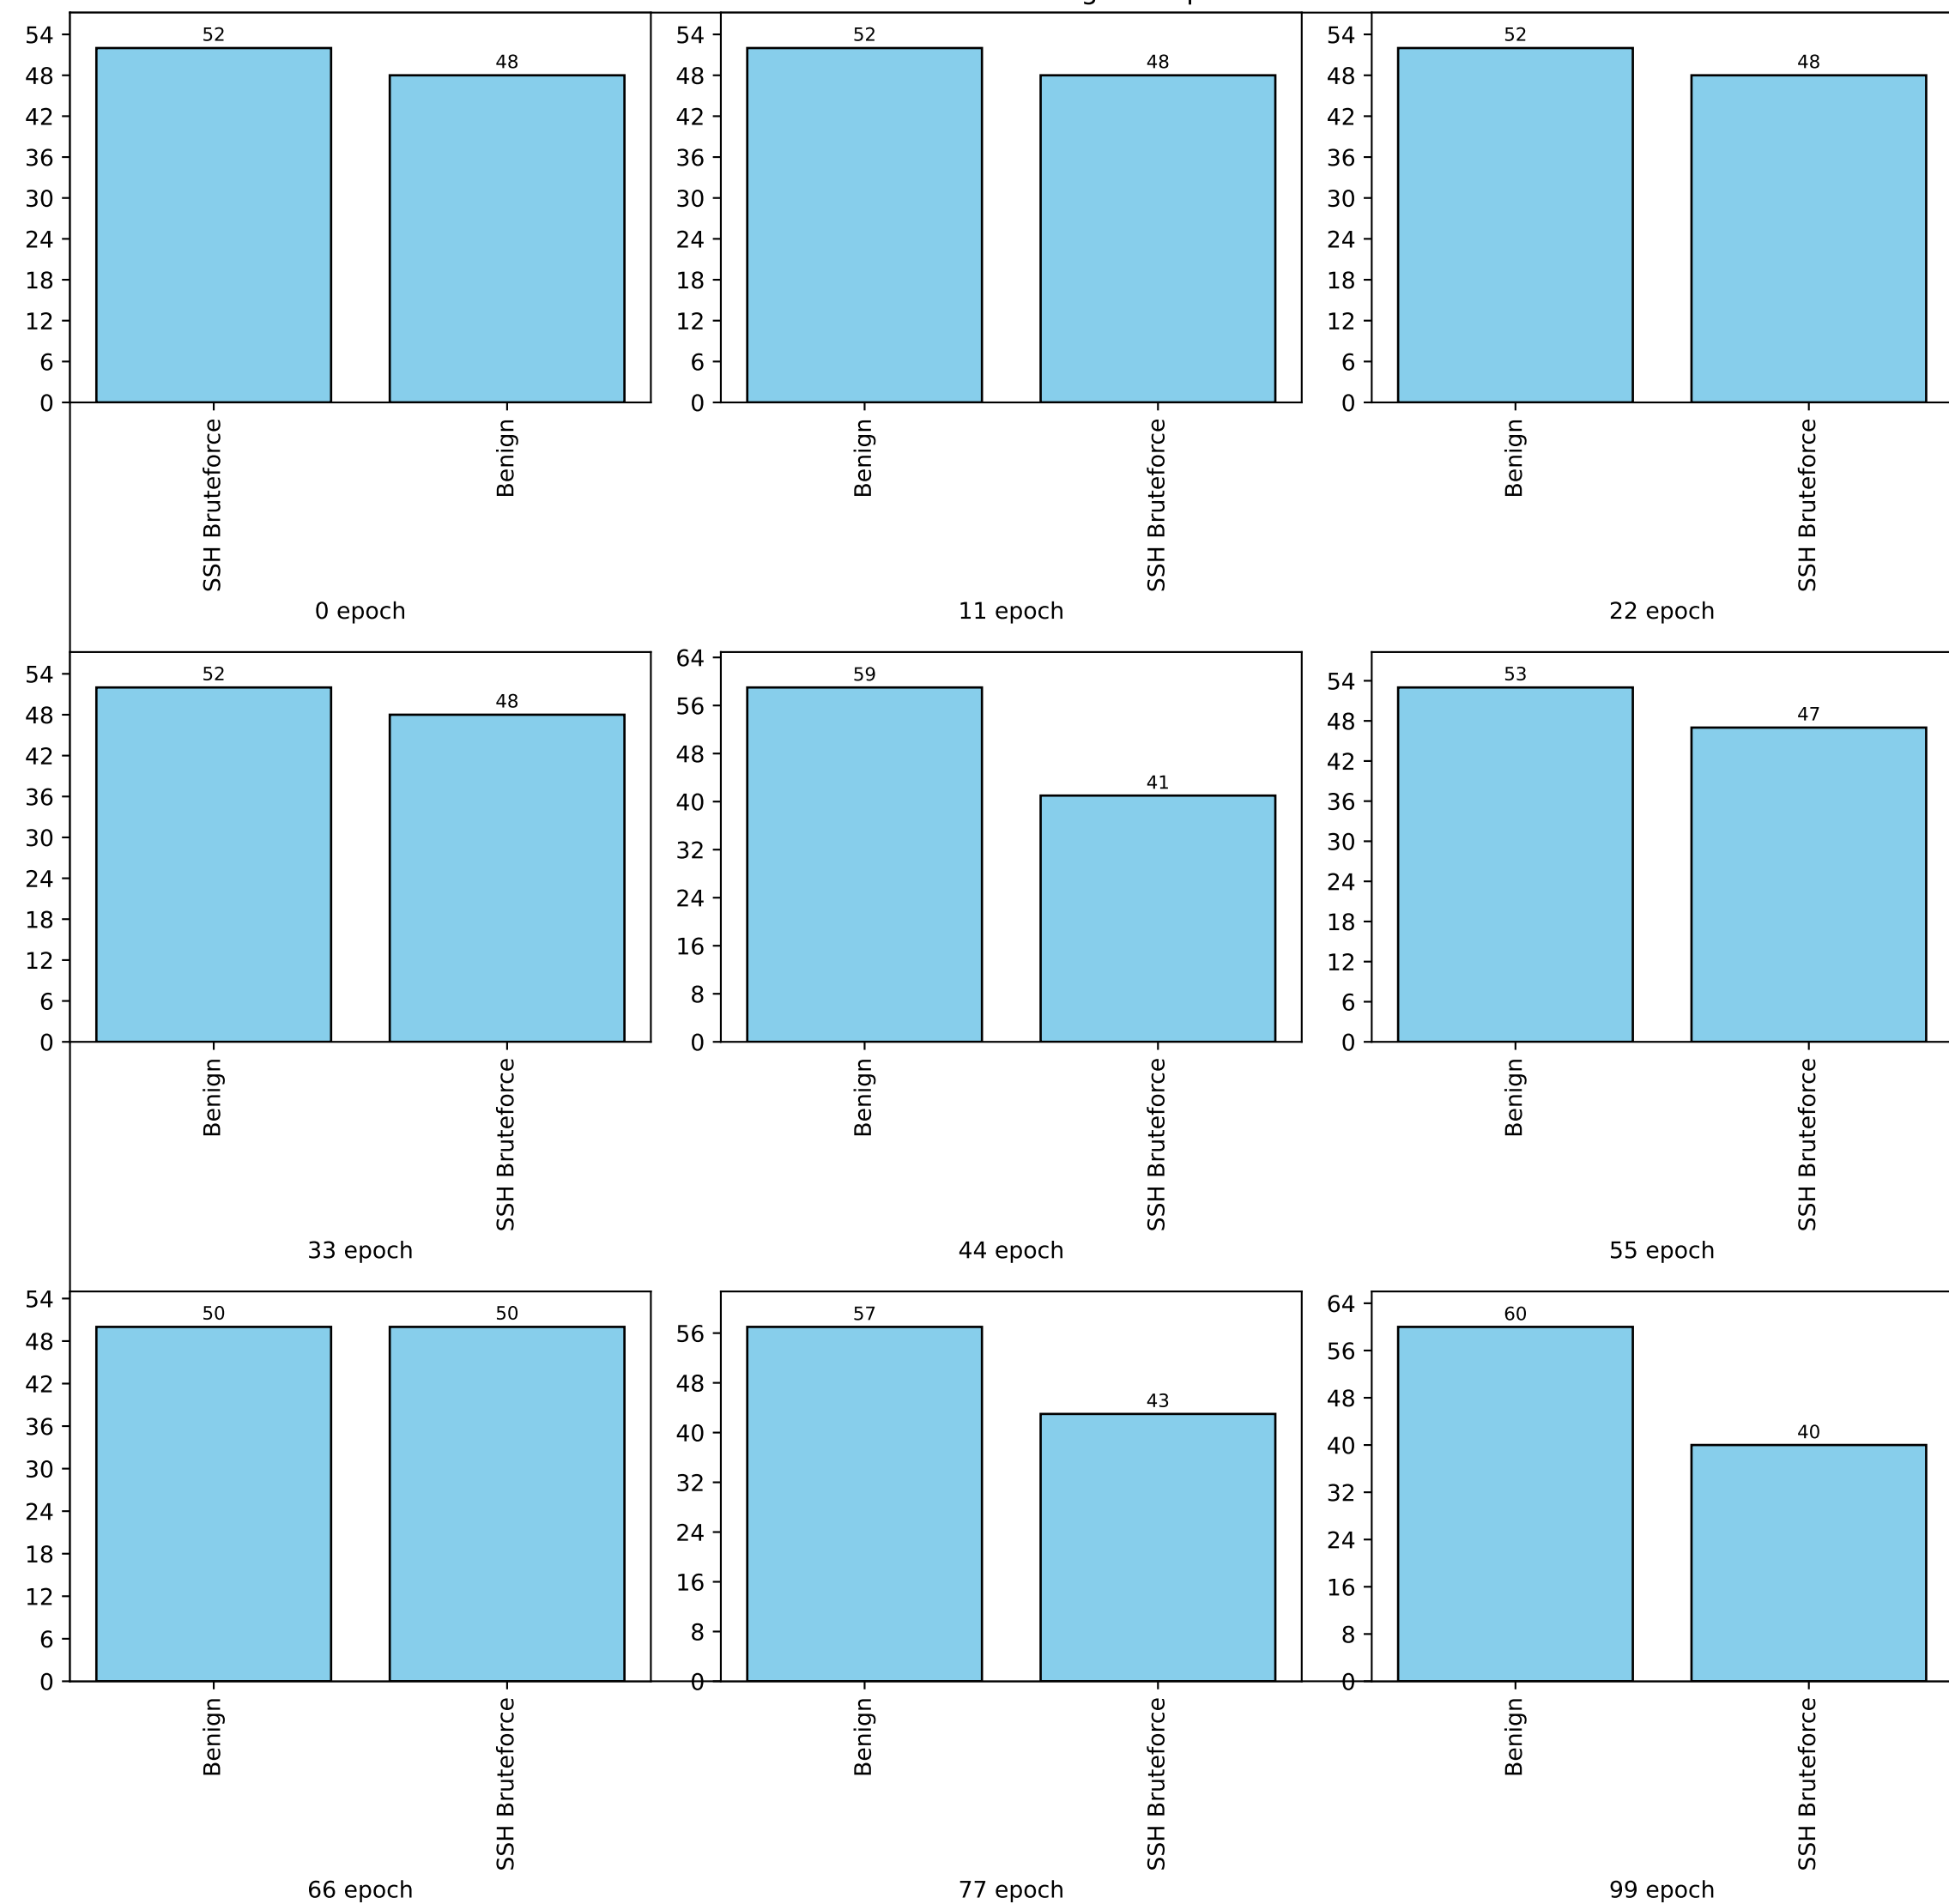 54 48 42 36 30 24 18 12 6 0
52 48
SSH Bruteforce
Benign
0 epoch
54 48 42 36 30 24 18 12 6 0
52 48
Benign
SSH Bruteforce
11 epoch
54 48 42 36 30 24 18 12 6 0
52 48
Benign
SSH Bruteforce
22 epoch
54 48 42 36 30 24 18 12 6 0
52 48
Benign
SSH Bruteforce
33 epoch
64 56 48 40 32 24 16 8 0
59 41
Benign
SSH Bruteforce
44 epoch
54 48 42 36 30 24 18 12 6 0
53 47
Benign
SSH Bruteforce
55 epoch
54 48 42 36 30 24 18 12 6 0
50 50
Benign
SSH Bruteforce
66 epoch
56 48 40 32 24 16 8 0
57 43
Benign
SSH Bruteforce
77 epoch
64 56 48 40 32 24 16 8 0
60 40
Benign
SSH Bruteforce
99 epoch